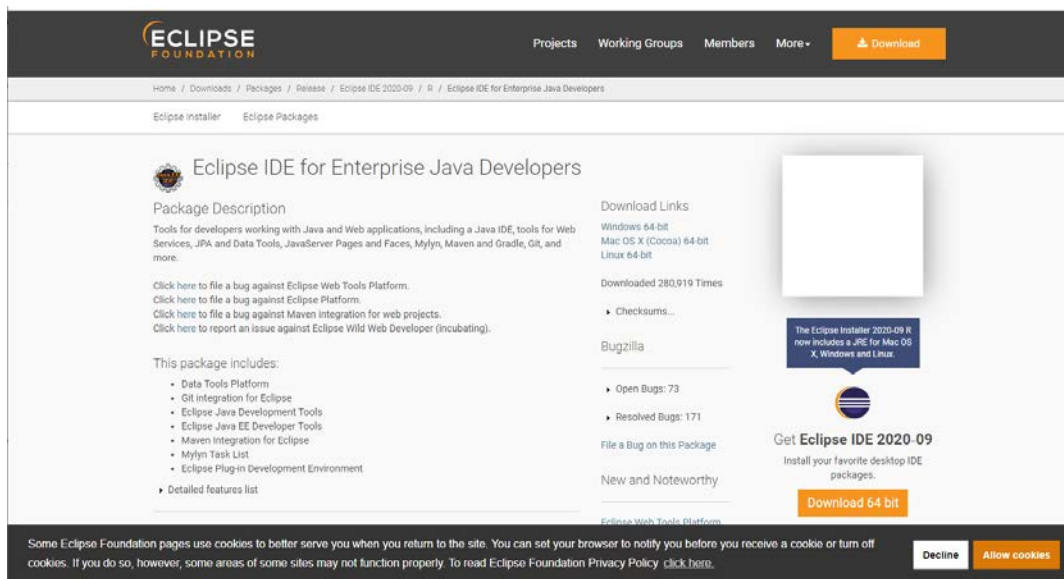 ECLIPSE
FOUNDATION
Projects Working Groups Members More Download
Home / Downloads / Packages / Release / Eclipse IDE 2020-09 / R / Eclipse IDE for Enterprise Java Developers
Eclipse Installer Eclipse Packages
Eclipse IDE for Enterprise Java Developers
Package Description
Tools for developers working with Java and Web applications, including a Java IDE, tools for Web
Services, JPA and Data Tools, JavaServer Pages and Faces, Mylyn, Maven and Gradle, Git, and
more.
Click here to file a bug against Eclipse Web Tools Platform.
Click here to file a bug against Eclipse Platform.
Click here to file a bug against Maven integration for web projects.
Click here to report an issue against Eclipse Wild Web Developer (incubating).
This package includes:
• Data Tools Platform
• Git integration for Eclipse
• Eclipse Java Development Tools
• Eclipse Java EE Developer Tools
• Maven Integration for Eclipse
• Mylyn Task List
• Eclipse Plug-in Development Environment
Detailed features list
Download Links
Windows 64-bit
Mac OS X (Cocoa) 64-bit
Linux 64-bit
Downloaded 280,919 Times
Checksums...
Bugzilla
Open Bugs: 73
Resolved Bugs: 171
File a Bug on this Package
New and Noteworthy
Eclipse Web Tools Platform
The Eclipse Installer 2020-09 R
now includes a JRE for Mac OS
X, Windows and Linux.
Get Eclipse IDE 2020-09
Install your favorite desktop IDE
packages.
Download 64 bit
Some Eclipse Foundation pages use cookies to better serve you when you return to the site. You can set your browser to notify you before you receive a cookie or turn off
cookies. If you do so, however, some areas of some sites may not function properly. To read Eclipse Foundation Privacy Policy click here.
Decline Allow cookies